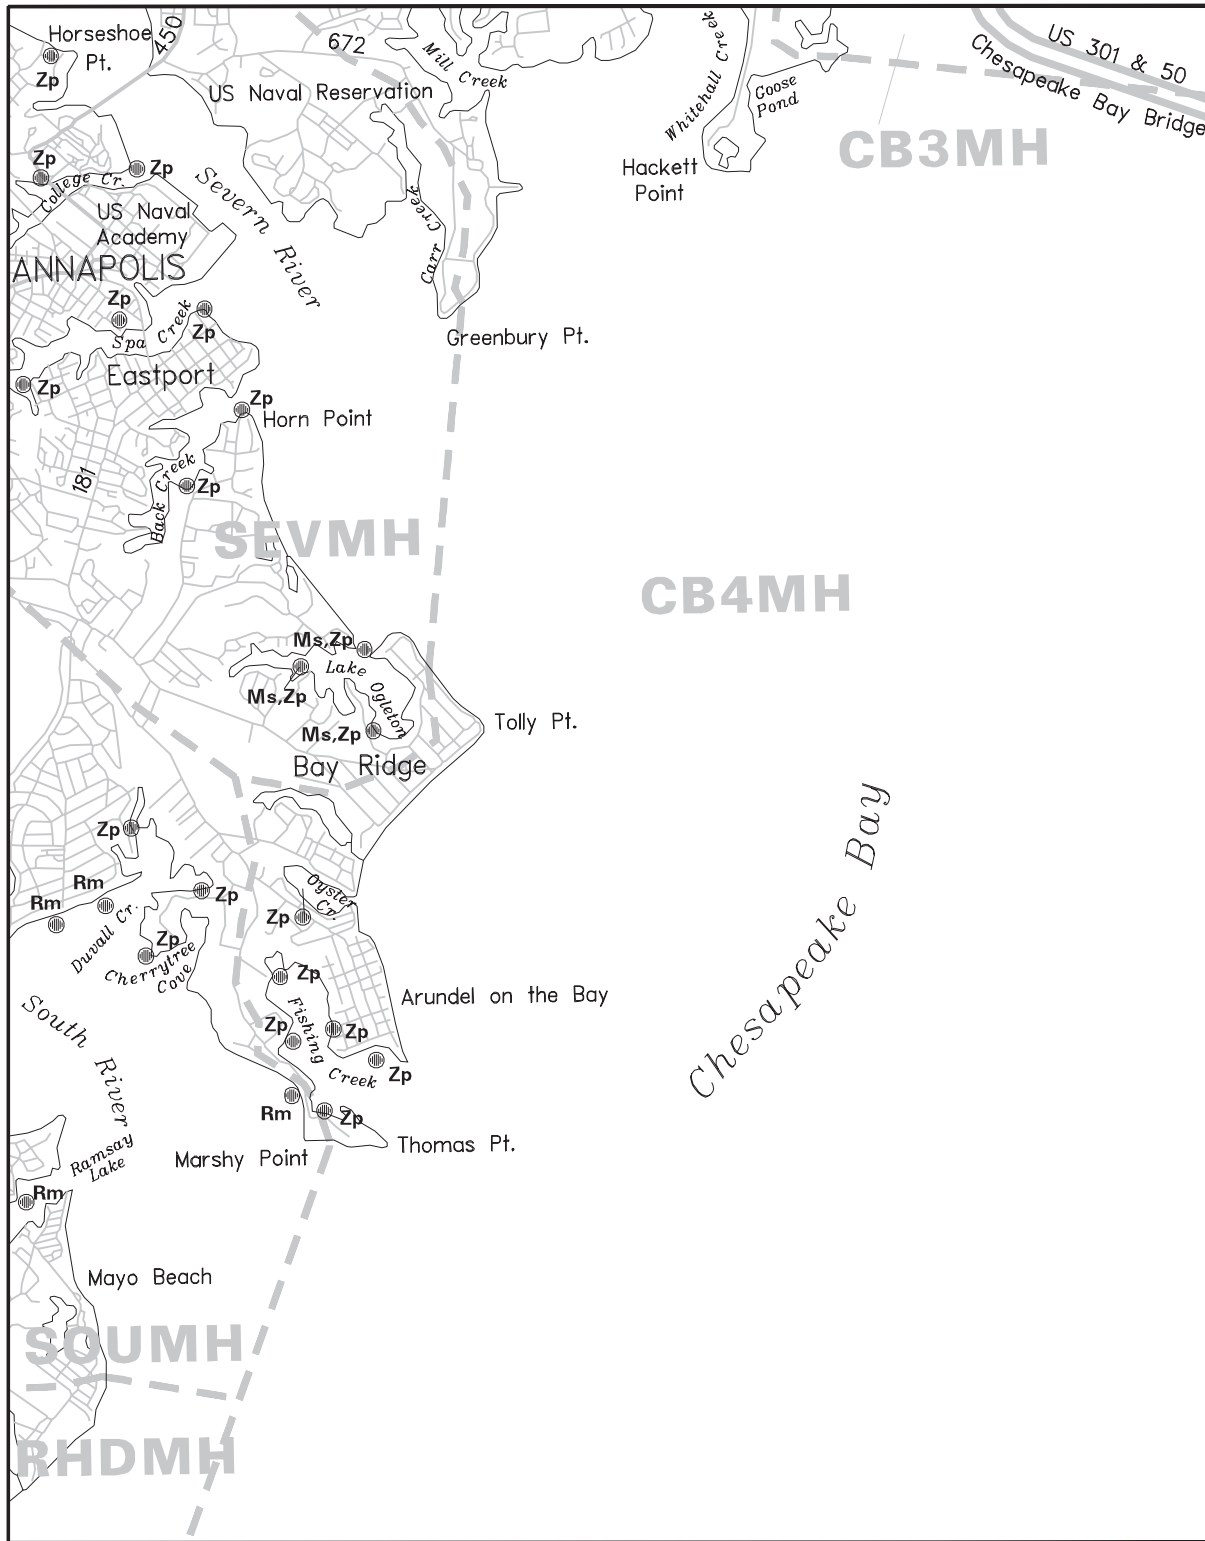 Horseshoe
Pt.
450
672
Mill Creek
Whitehall Creek
US 301 & 50
Chesapeake Bay Bridge
Zp
US Naval Reservation
Goose
Pond
CB3MH
Hackett
Point
Zp
Zp
College Cr.
Severn River
US Naval
Academy
Carr Creek
ANNAPOLIS
Zp
Spa Creek
Zp
Greenbury Pt.
Eastport
Zp
Zp
Horn Point
181
Back Creek
Zp
SEVMH
CB4MH
Ms,Zp
Lake Ogleton
Ms,Zp
Ms,Zp
Tolly Pt.
Bay Ridge
Chesapeake Bay
Zp
Rm
Rm
Duvall Cr.
Zp
Oyster
Cr.
Zp
Zp
Cherrytree
Cove
Zp
Arundel on the Bay
South River
Fishing Creek
Zp
Zp
Zp
Rm
Zp
Thomas Pt.
Marshy Point
Ramsay
Lake
Rm
Mayo Beach
SOUMH
RHDMH